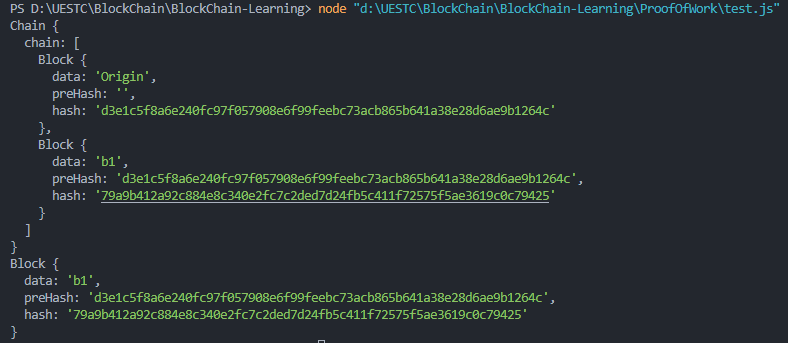 PS D:\UESTC\BlockChain\BlockChain-Learning> node "d:\UESTC\BlockChain\BlockChain-Learning\ProofOfWork\test.js"
Chain {
  chain: [
    Block {
      data: 'Origin',
      preHash: '',
      hash: 'd3e1c5f8a6e240fc97f057908e6f99feebc73acb865b641a38e28d6ae9b1264c'
    },
    Block {
      data: 'b1',
      preHash: 'd3e1c5f8a6e240fc97f057908e6f99feebc73acb865b641a38e28d6ae9b1264c',
      hash: '79a9b412a92c884e8c340e2fc7c2ded7d24fb5c411f72575f5ae3619c0c79425'
    }
  ]
}
Block {
  data: 'b1',
  preHash: 'd3e1c5f8a6e240fc97f057908e6f99feebc73acb865b641a38e28d6ae9b1264c',
  hash: '79a9b412a92c884e8c340e2fc7c2ded7d24fb5c411f72575f5ae3619c0c79425'
}